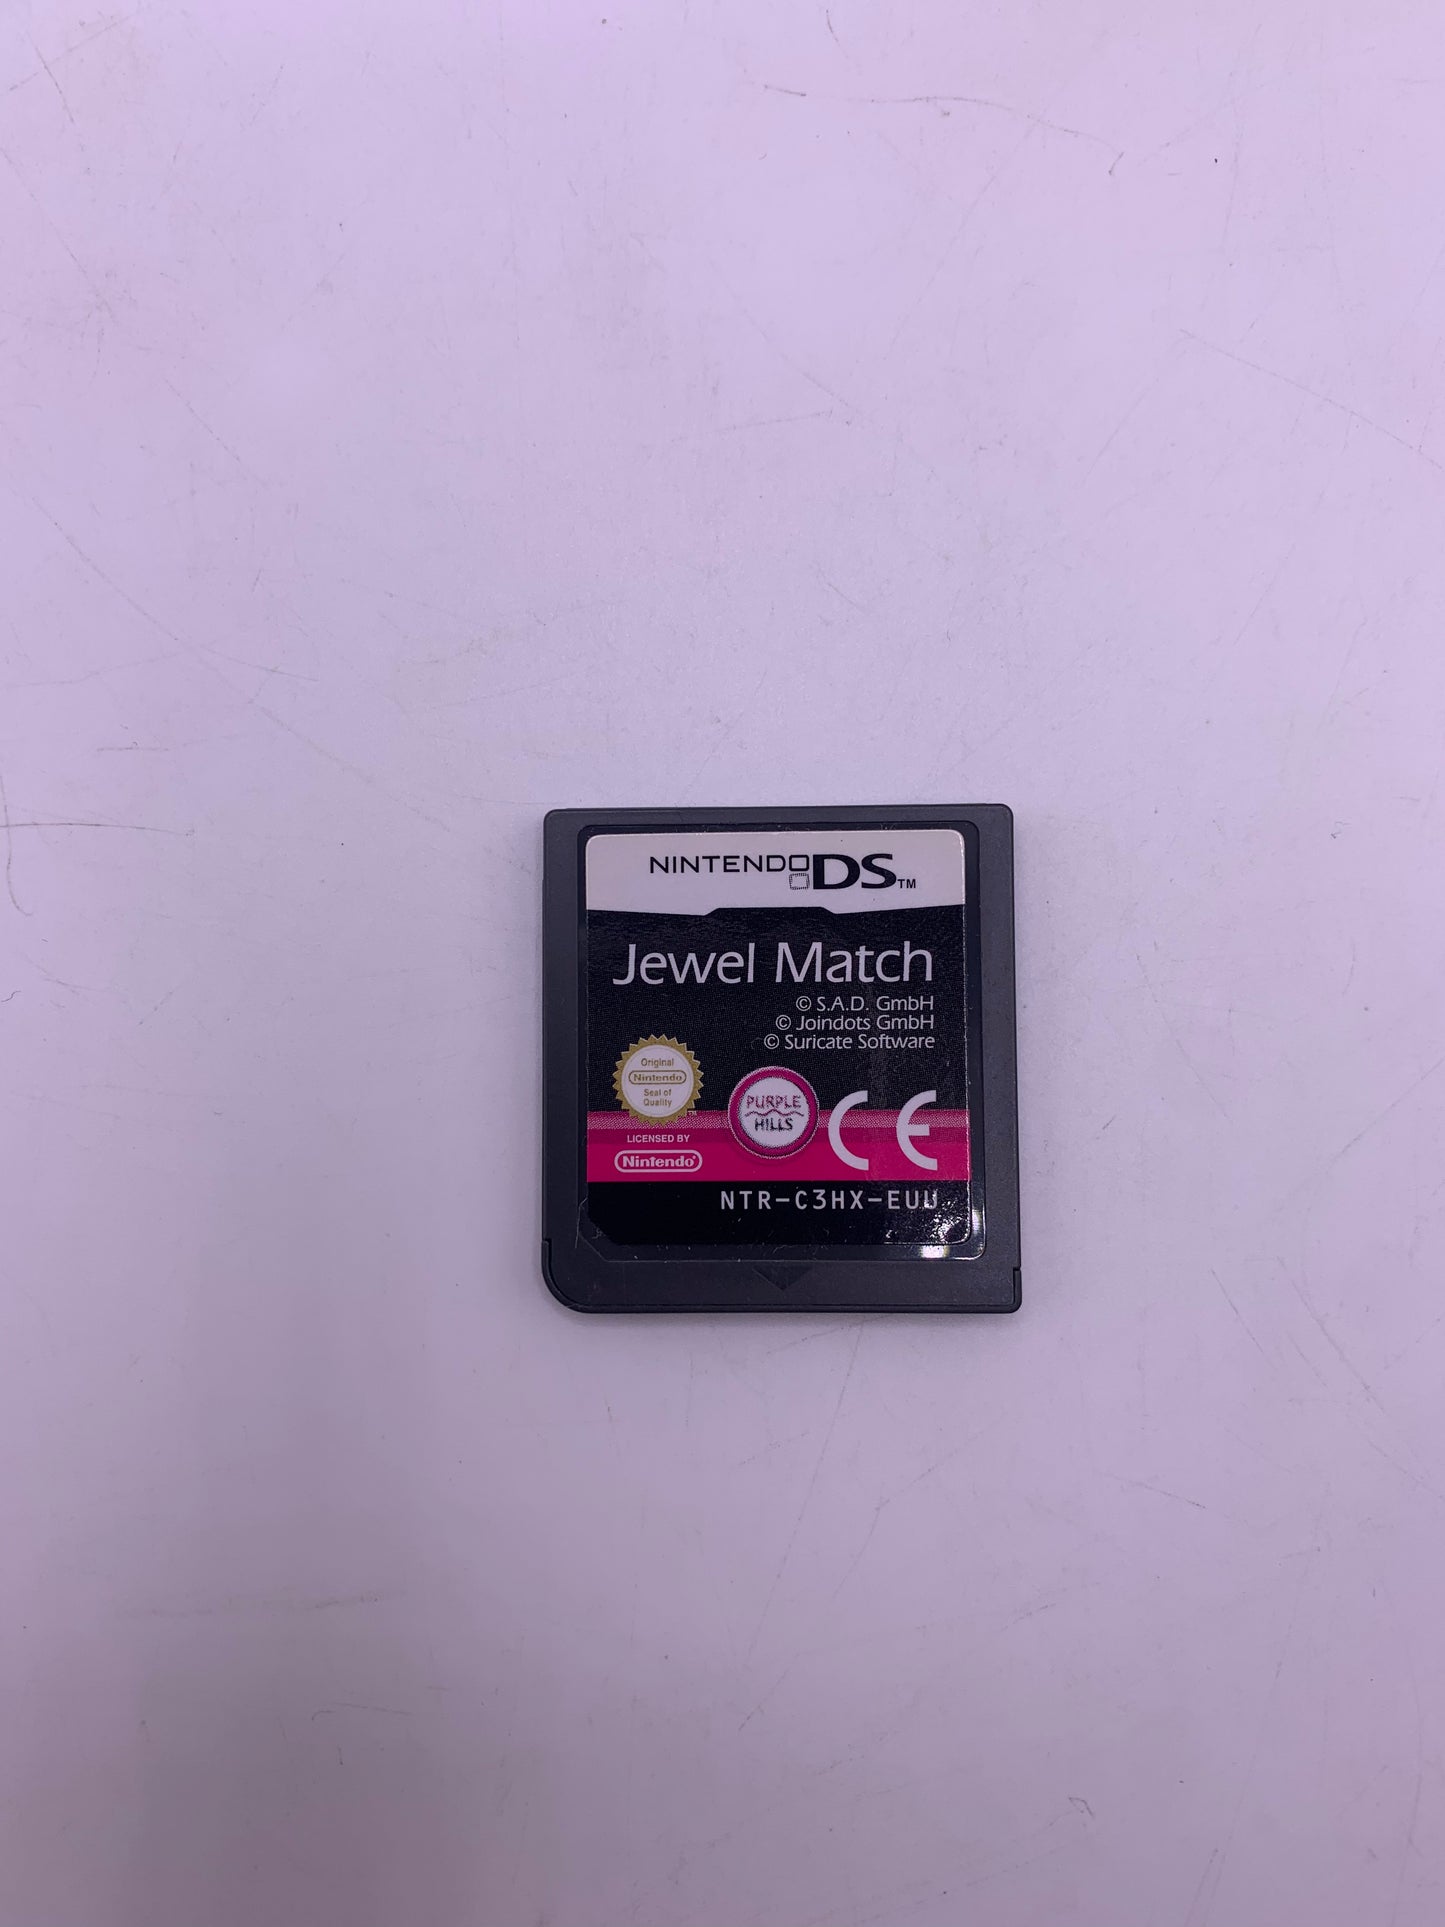 NINTENDO DS TM
Jewel Match
© S.A.D. GmbH
© Joindots GmbH
© Suricate Software
Original
Nintendo
Seal of
Quality
PURPLE
HILLS
CE
LICENSED BY
Nintendo®
NTR-C3HX-EUU